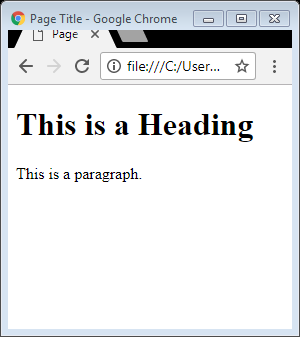 Page Title - Google Chrome
Page
file:///C:/User...
This is a Heading
This is a paragraph.